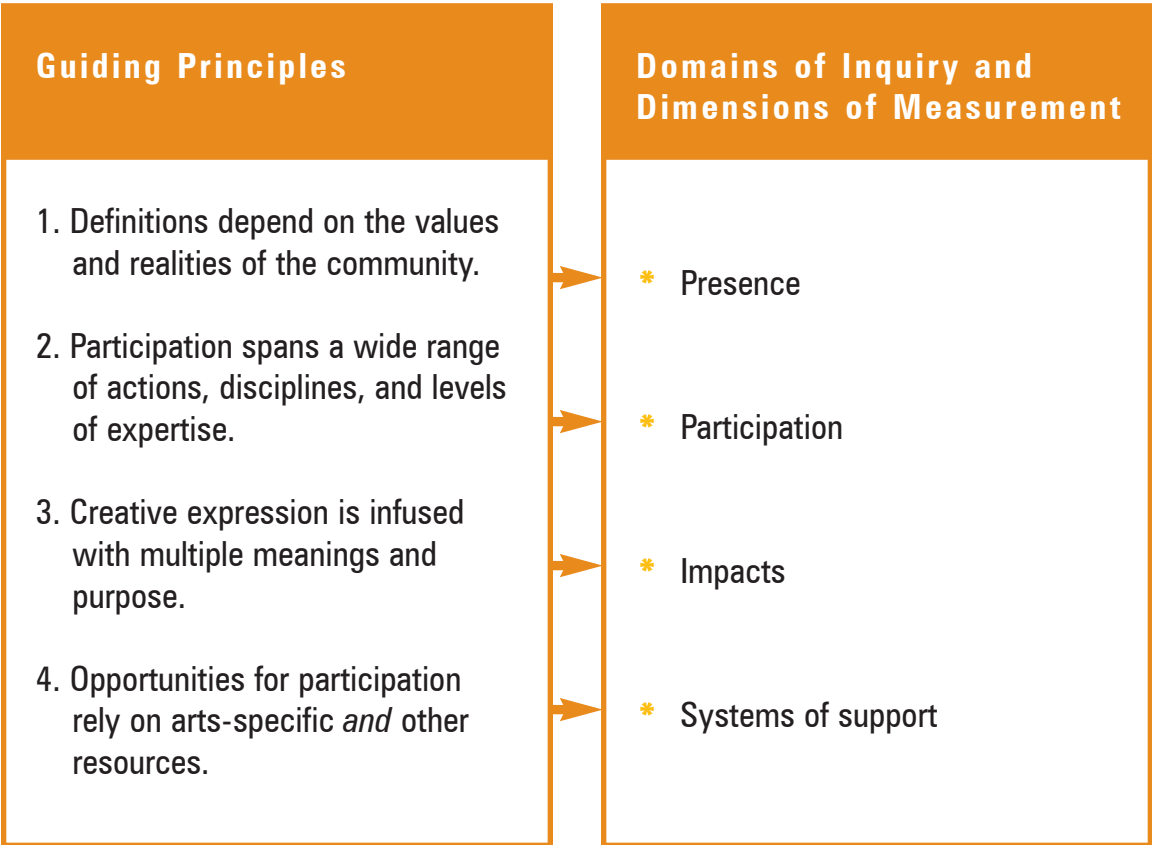 Guiding Principles
1. Definitions depend on the values
and realities of the community.
2. Participation spans a wide range
of actions, disciplines, and levels
of expertise.
3. Creative expression is infused
with multiple meanings and
purpose.
4. Opportunities for participation
rely on arts-specific and other
resources.
Domains of Inquiry and
Dimensions of Measurement
* Presence
* Participation
* Impacts
* Systems of support